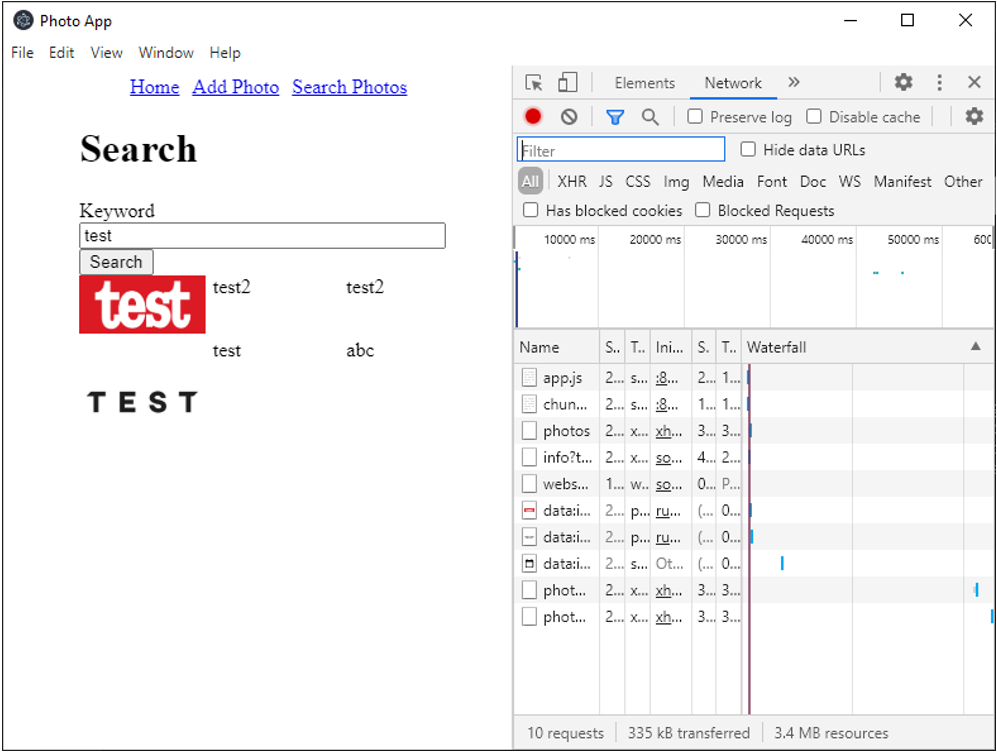 Photo App
File Edit View Window Help
Home Add Photo Search Photos
Search
Keyword
test
Search
test test2 test2
test abc
TEST
Elements Network »
Preserve log Disable cache
Filter Hide data URLs
All XHR JS CSS Img Media Font Doc WS Manifest Other
Has blocked cookies Blocked Requests
10000 ms 20000 ms 30000 ms 40000 ms 50000 ms 600
Name S.. T.. Ini... S. T.. Waterfall
app.js 2... s... :8... 2... 1...
chun... 2... s... :8... 1... 1...
photos 2... x... xh... 3... 3...
info?t... 2... x... so... 4... 2...
webs... 1... w... so... 0... P...
data:i... 2... p... ru... (... 0...
data:i... 2... p... ru... (... 0...
data:i... 2... s... Ot... (... 0...
phot... 2... x... xh... 3... 3...
phot... 2... x... xh... 3... 3...
10 requests 335 kB transferred 3.4 MB resources